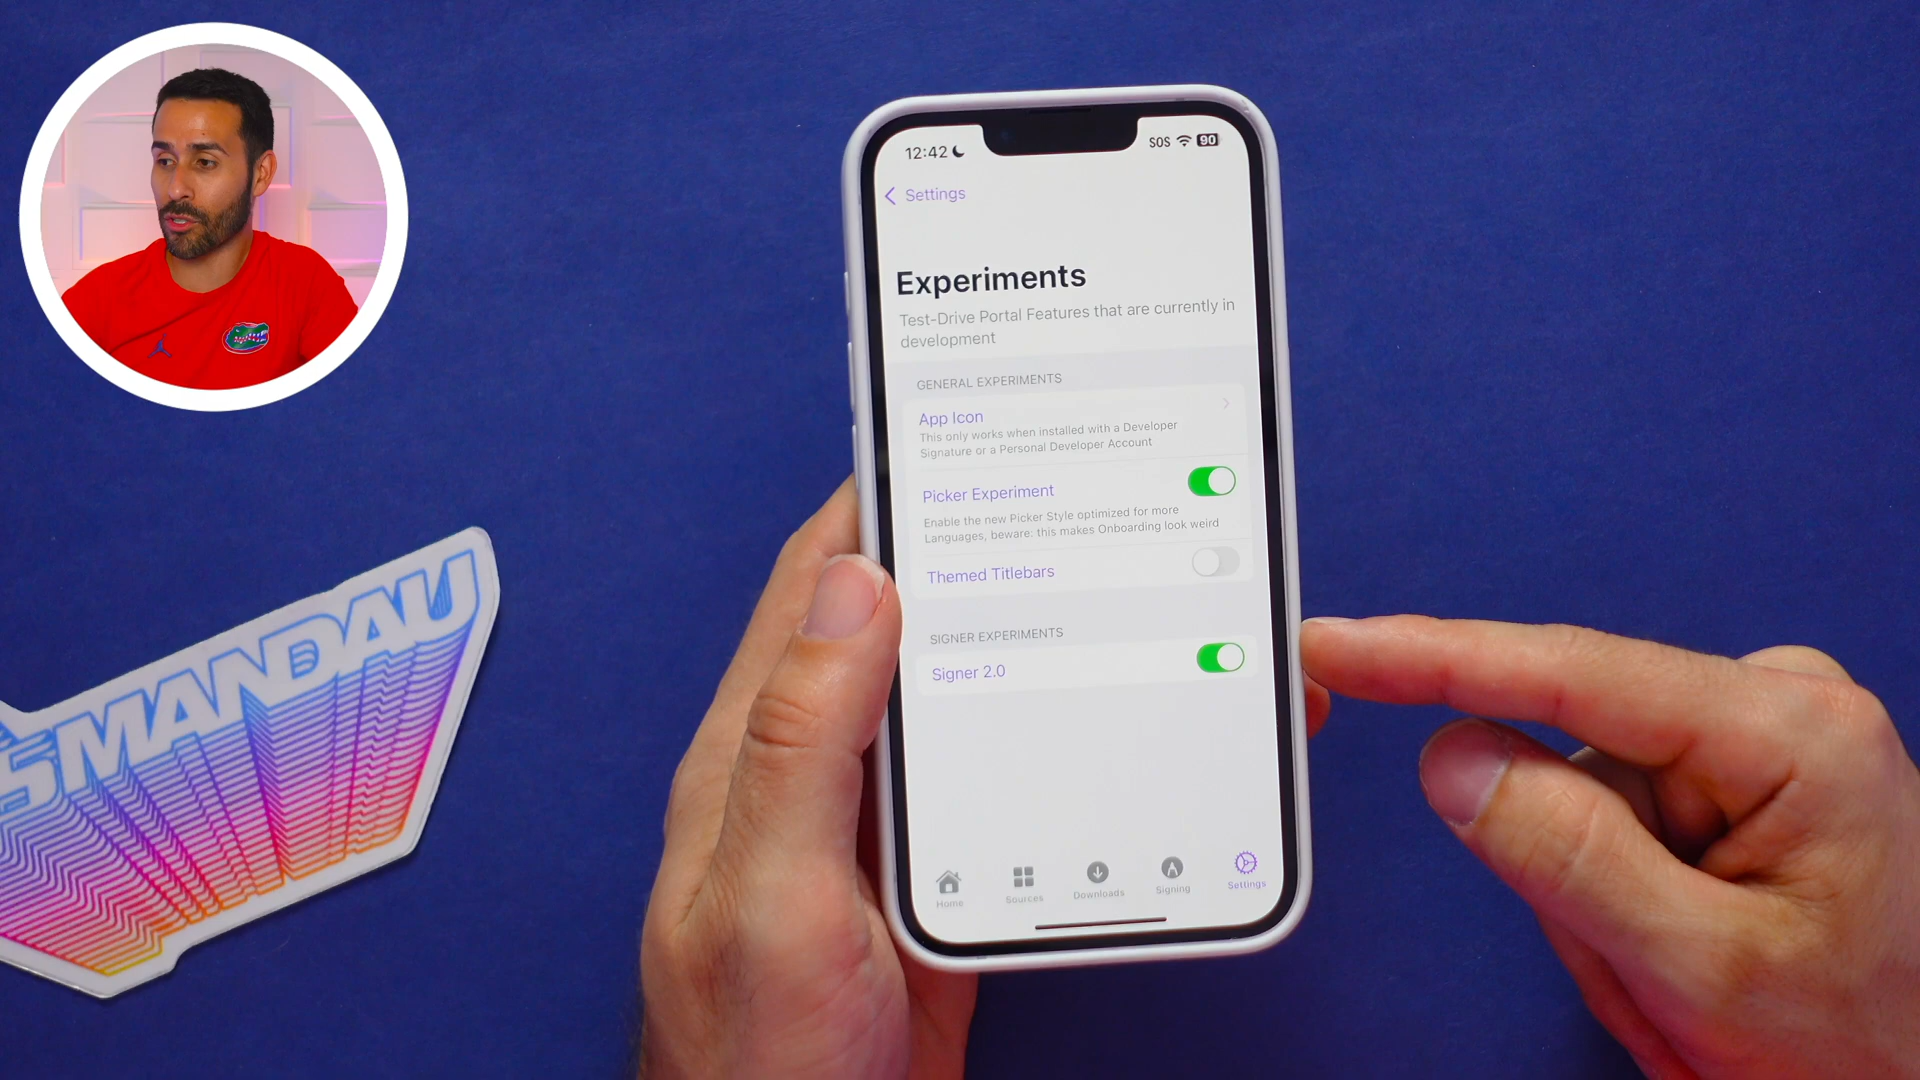 12:42
SOS
90
Settings
Experiments
Test-Drive Portal Features that are currently in
development
GENERAL EXPERIMENTS
App Icon
This only works when installed with a Developer
Signature or a Personal Developer Account
Picker Experiment
Enable the new Picker Style optimized for more
Languages, beware: this makes Onboarding look weird
Themed Titlebars
SIGNER EXPERIMENTS
Signer 2.0
Home
Sources
Downloads
Signing
Settings
SMANDAU